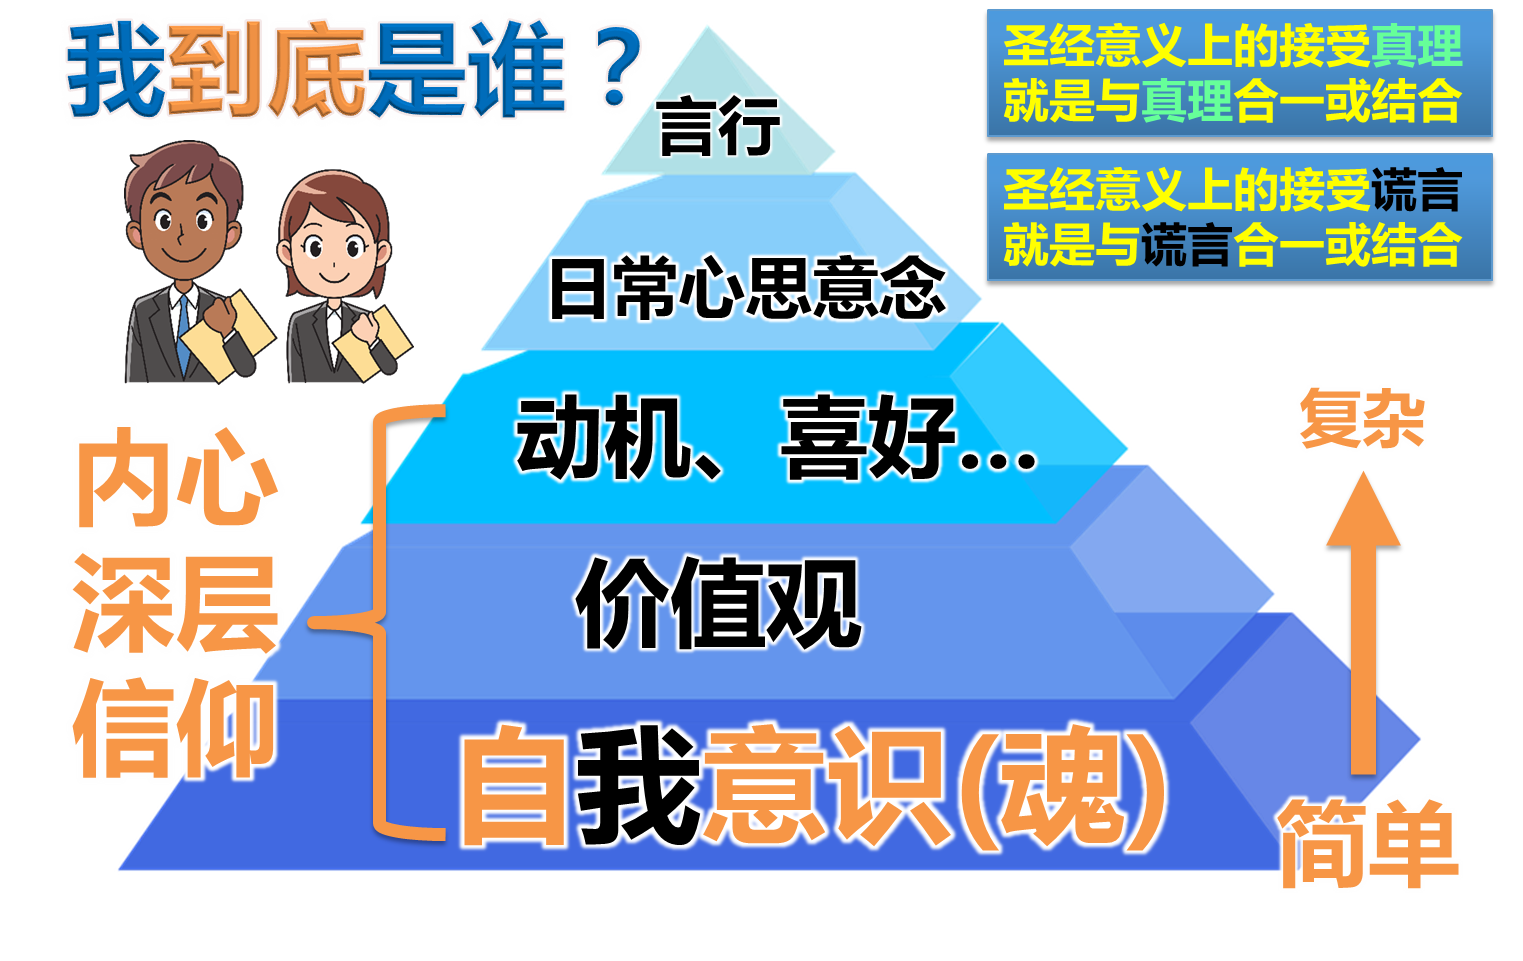 我到底是谁？
圣经意义上的接受真理
就是与真理合一或结合
圣经意义上的接受谎言
就是与谎言合一或结合
言行
日常心思意念
动机、喜好...
价值观
自我意识(魂)
内心
深层
信仰
复杂
简单